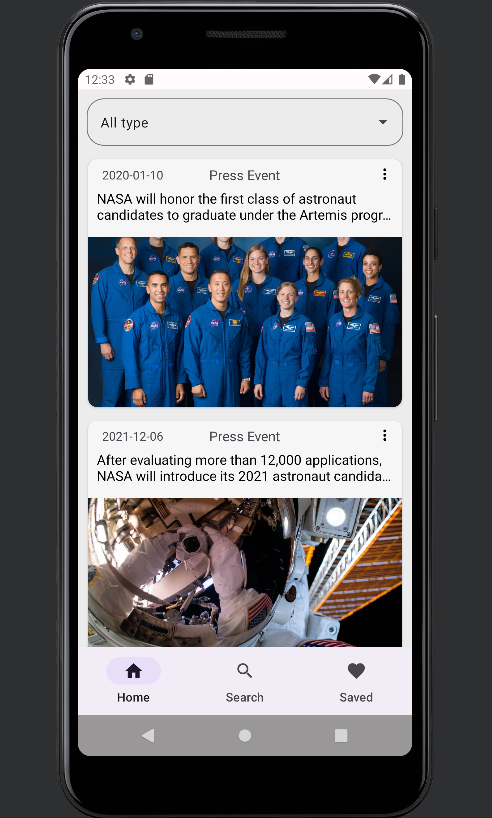 12:33
All type
2020-01-10 Press Event
NASA will honor the first class of astronaut
candidates to graduate under the Artemis progr...
2021-12-06 Press Event
After evaluating more than 12,000 applications,
NASA will introduce its 2021 astronaut candida...
Home Search Saved